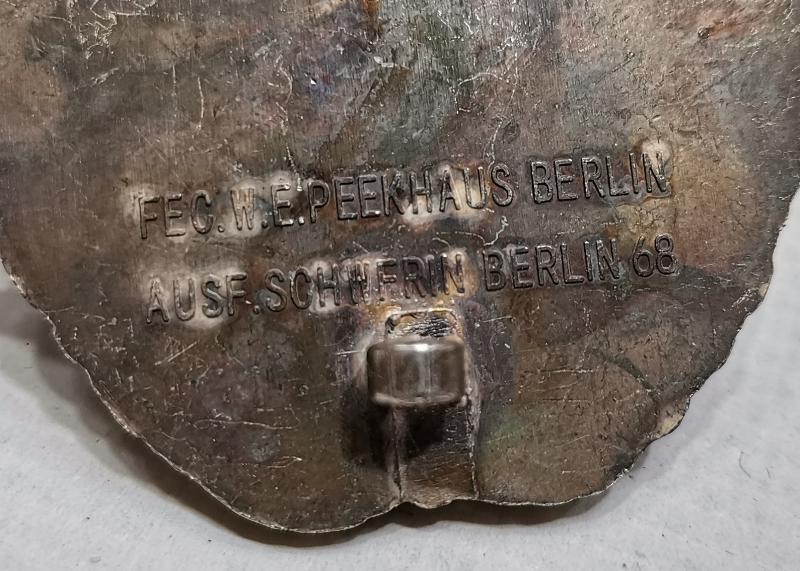 FEC.W.E.PEEKHAUS BERLIN
AUSF.SCHWERIN BERLIN 68